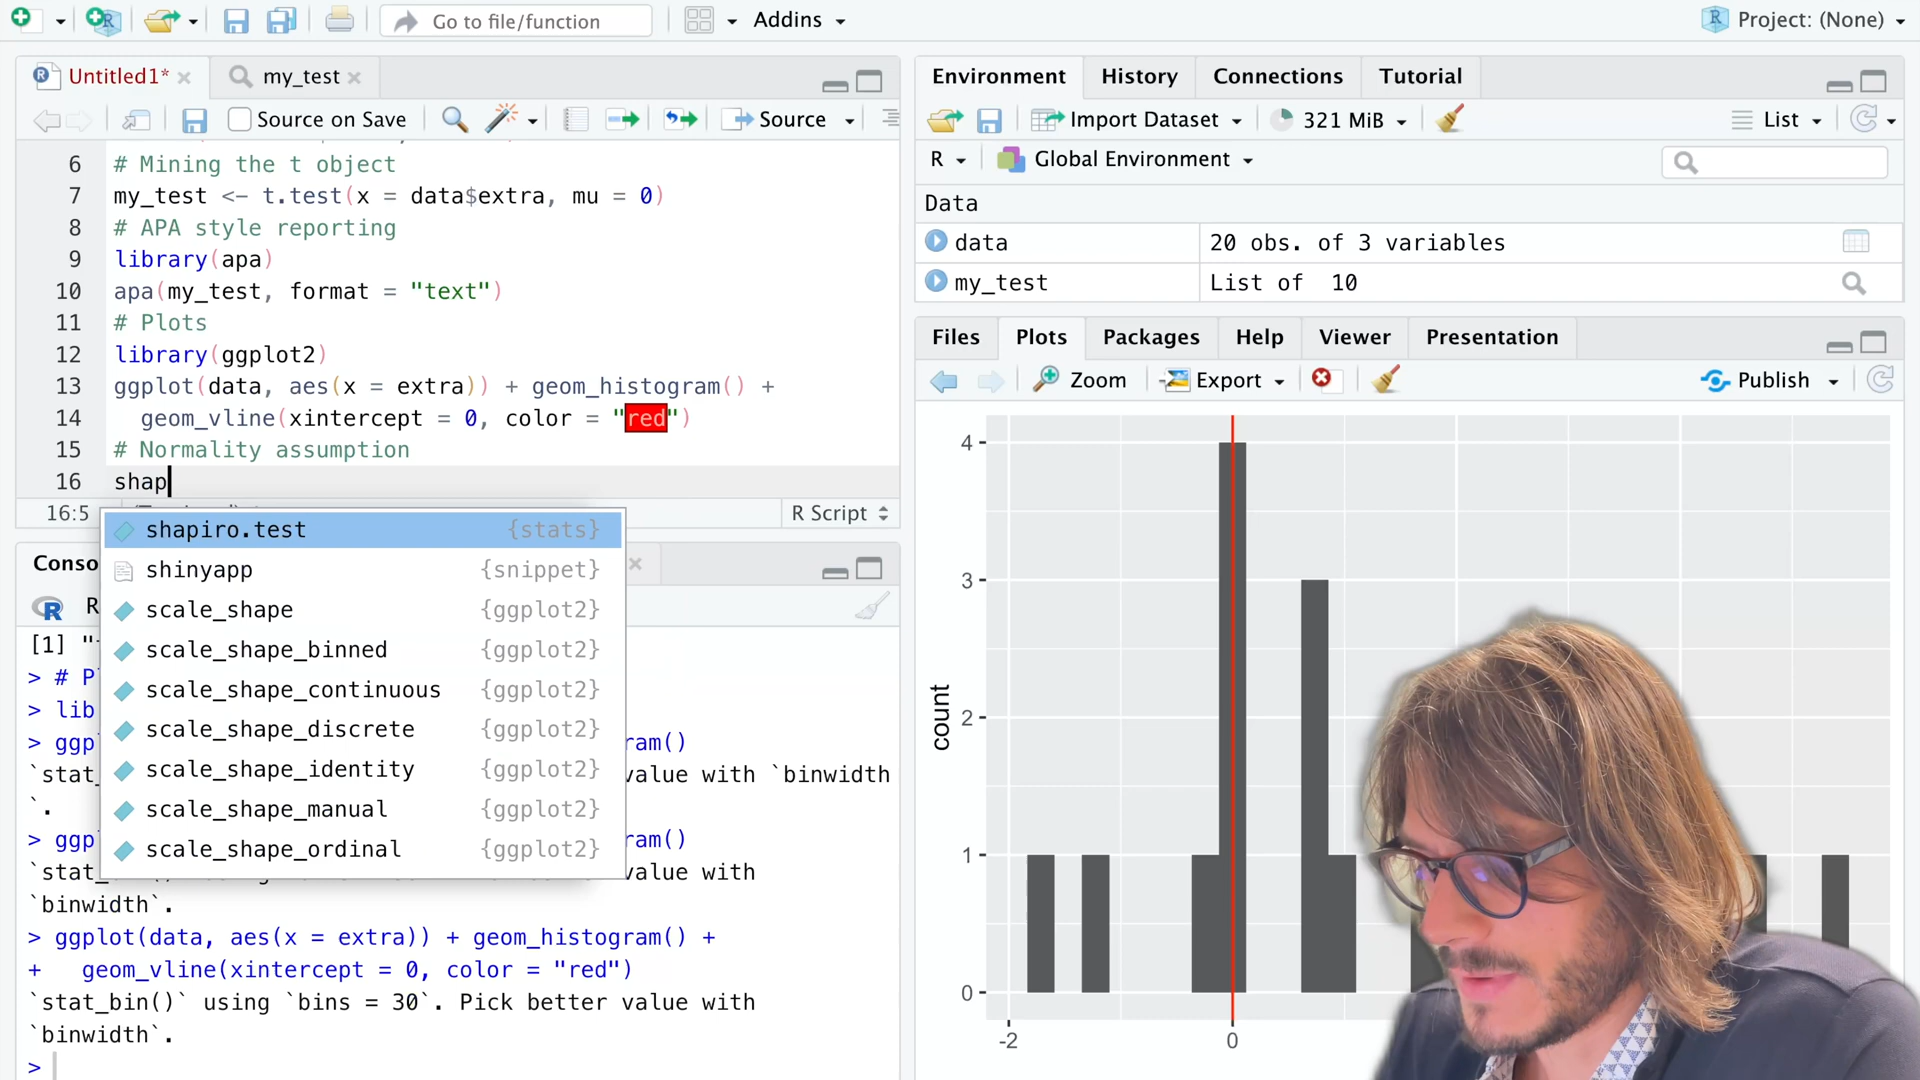 Go to file/function
Addins
Project: (None)
Untitled1*
my_test
Source on Save
Source
6 # Mining the t object
7 my_test <- t.test(x = data$extra, mu = 0)
8 # APA style reporting
9 library(apa)
10 apa(my_test, format = "text")
11 # Plots
12 library(ggplot2)
13 ggplot(data, aes(x = extra)) + geom_histogram() +
14 geom_vline(xintercept = 0, color = "red")
15 # Normality assumption
16 shap
16:5
R Script
shapiro.test {stats}
shinyapp {snippet}
scale_shape {ggplot2}
scale_shape_binned {ggplot2}
scale_shape_continuous {ggplot2}
scale_shape_discrete {ggplot2}
scale_shape_identity {ggplot2}
scale_shape_manual {ggplot2}
scale_shape_ordinal {ggplot2}
Conso
R
[1] "
> # P
> lib
> ggp ram()
`stat_ value with `binwidth
`.
> ggp ram()
`stat_ value with
`binwidth`.
> ggplot(data, aes(x = extra)) + geom_histogram() +
+ geom_vline(xintercept = 0, color = "red")
`stat_bin()` using `bins = 30`. Pick better value with
`binwidth`.
>
Environment
History
Connections
Tutorial
Import Dataset
321 MiB
List
R
Global Environment
Data
data 20 obs. of 3 variables
my_test List of 10
Files
Plots
Packages
Help
Viewer
Presentation
Zoom
Export
Publish
4
3
2
1
0
count
-2
0